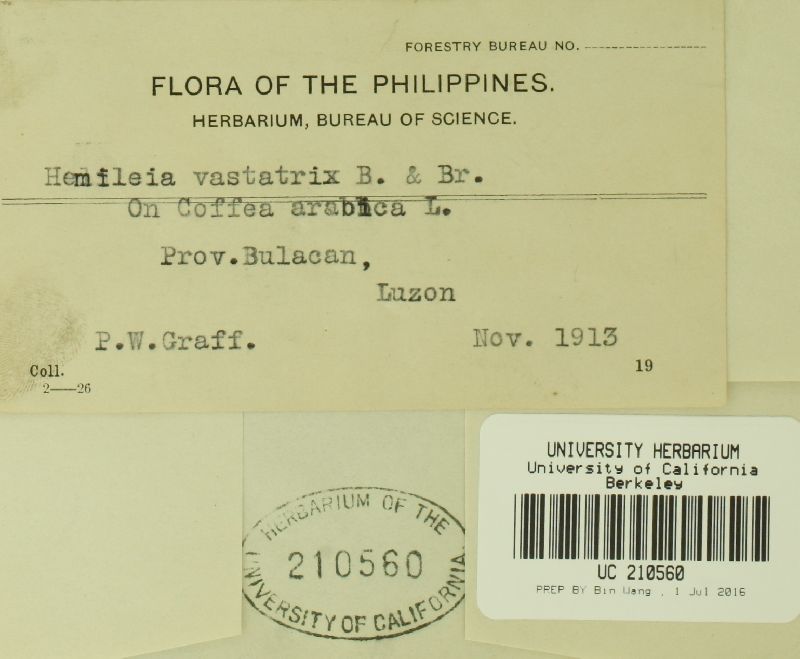 FORESTRY BUREAU NO.
FLORA OF THE PHILIPPINES.
HERBARIUM, BUREAU OF SCIENCE.
Hemileia vastatrix B. & Br.
On Coffea arabica L.
Prov.Bulacan,
Luzon
P.W.Graff.
Nov. 1913
Coll.
19
2—26
HERBARIUM OF THE
210560
UNIVERSITY OF CALIFORNIA
UNIVERSITY HERBARIUM
University of California
Berkeley
UC 210560
PREP BY Bin Wang , 1 Jul 2016